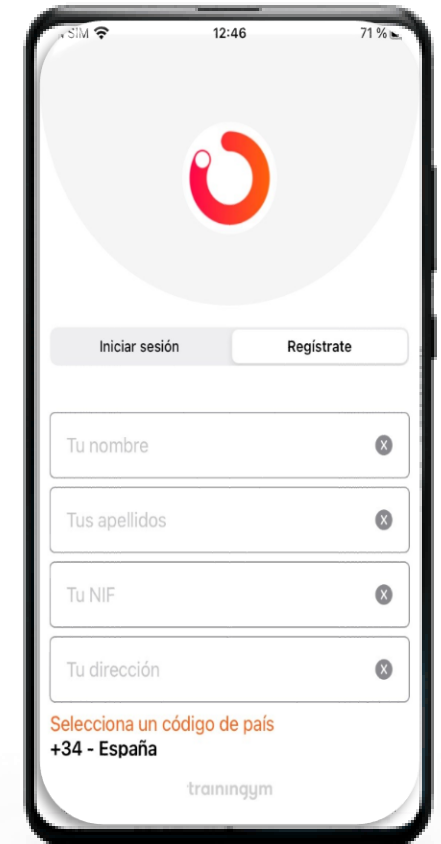 SIM 12:46 71 %
Iniciar sesión Regístrate
Tu nombre
Tus apellidos
Tu NIF
Tu dirección
Selecciona un código de país
+34 - España
trainingym